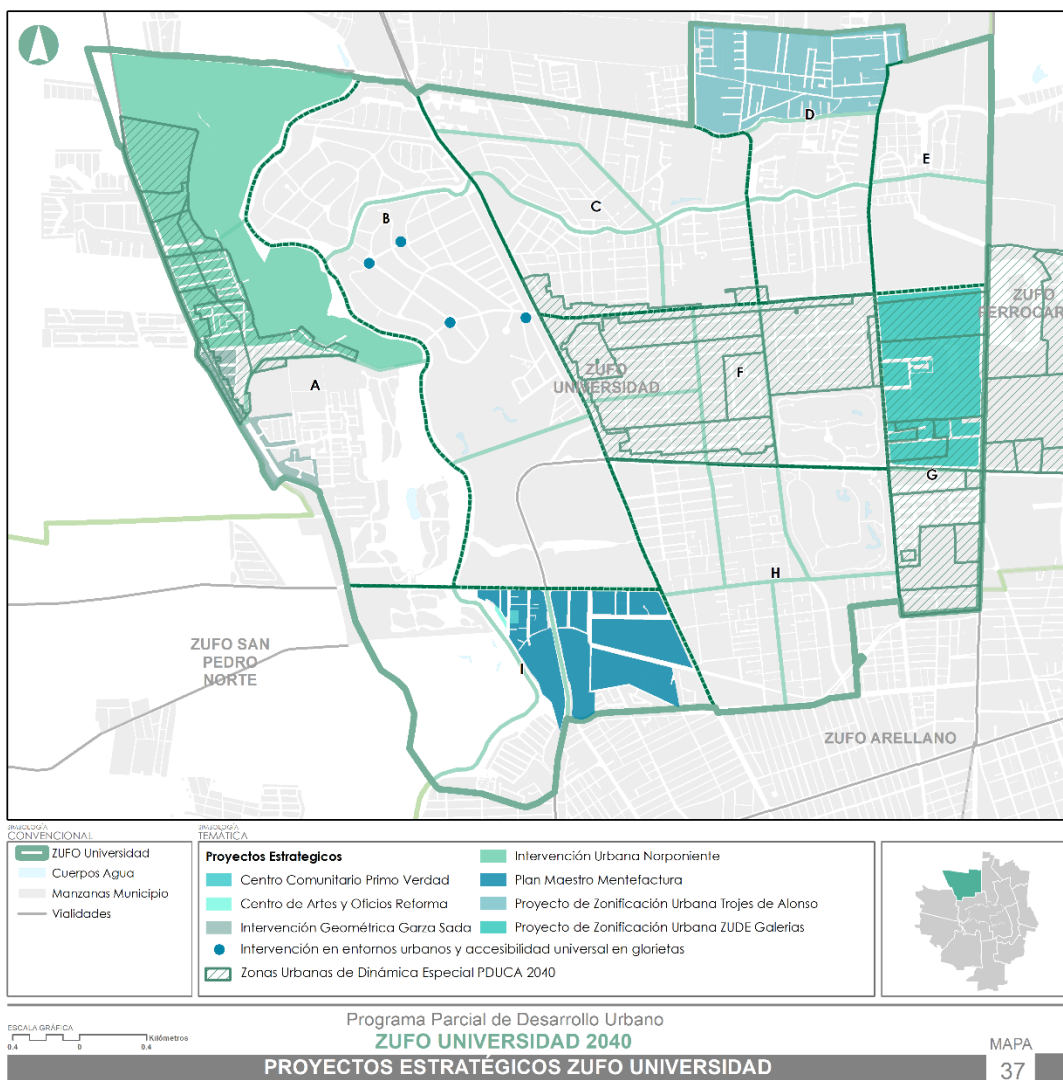 D
E
C
B
ZUFO
FERROCAR
ZUFO
UNIVERSIDAD
F
A
G
H
I
ZUFO SAN
PEDRO
NORTE
ZUFO ARELLANO
SIMBOLOGÍA
CONVENCIONAL
ZUFO Universidad
Cuerpos Agua
Manzanas Municipio
Vialidades
SIMBOLOGÍA
TEMÁTICA
Proyectos Estrategicos
Centro Comunitario Primo Verdad
Centro de Artes y Oficios Reforma
Intervención Geométrica Garza Sada
Intervención Urbana Norponiente
Plan Maestro Mentefactura
Proyecto de Zonificación Urbana Trojes de Alonso
Proyecto de Zonificación Urbana ZUDE Galerias
Intervención en entornos urbanos y accesibilidad universal en glorietas
Zonas Urbanas de Dinámica Especial PDUCA 2040
ESCALA GRÁFICA
Kilómetros
0.4 0 0.4
Programa Parcial de Desarrollo Urbano
ZUFO UNIVERSIDAD 2040
PROYECTOS ESTRATÉGICOS ZUFO UNIVERSIDAD
MAPA
37